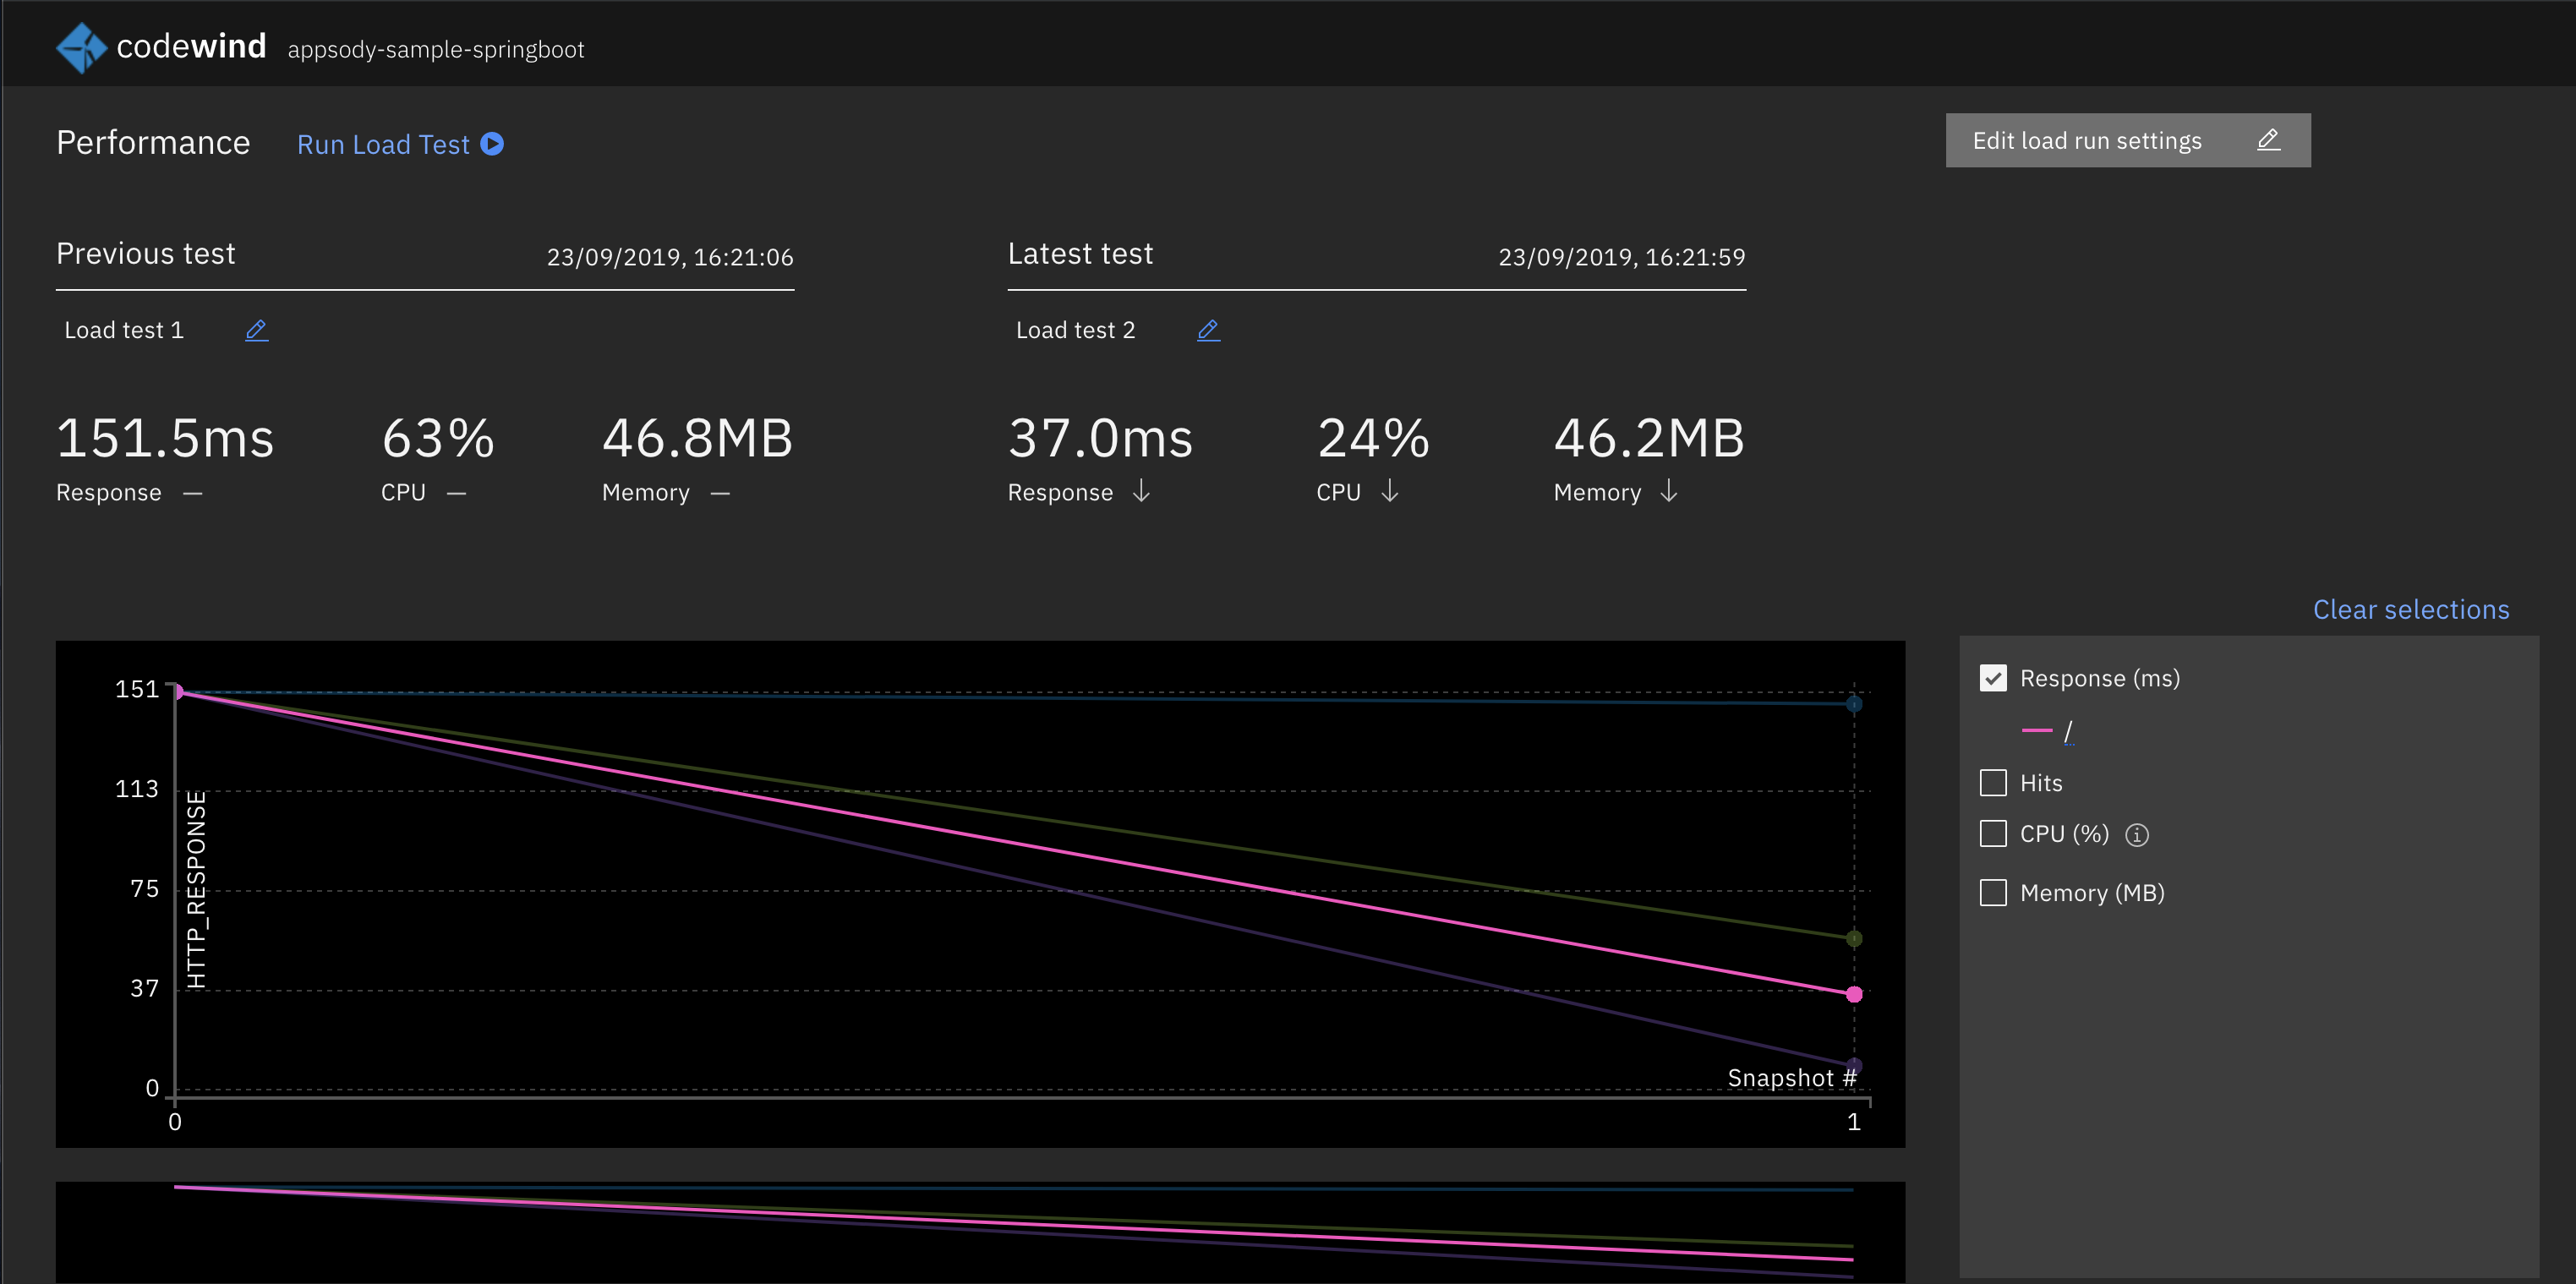 codewind appsody-sample-springboot
Performance Run Load Test Edit load run settings
Previous test 23/09/2019, 16:21:06
Load test 1
151.5ms 63% 46.8MB
Response CPU Memory
Latest test 23/09/2019, 16:21:59
Load test 2
37.0ms 24% 46.2MB
Response CPU Memory
Clear selections
151
113
75
37
0
HTTP_RESPONSE
Snapshot #
0 1
Response (ms)
/
Hits
CPU (%)
Memory (MB)